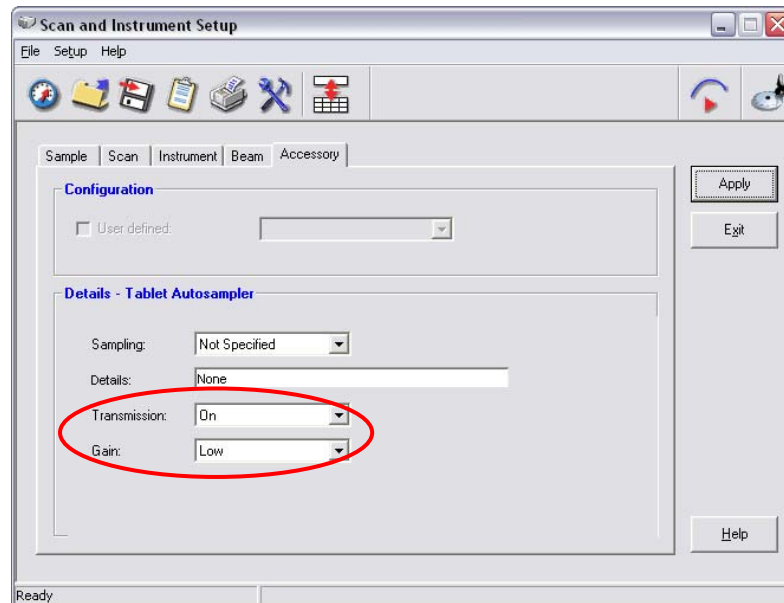 Scan and Instrument Setup
File Setup Help
Sample Scan Instrument Beam Accessory
Configuration
User defined:
Apply
Exit
Details - Tablet Autosampler
Sampling: Not Specified
Details: None
Transmission: On
Gain: Low
Help
Ready